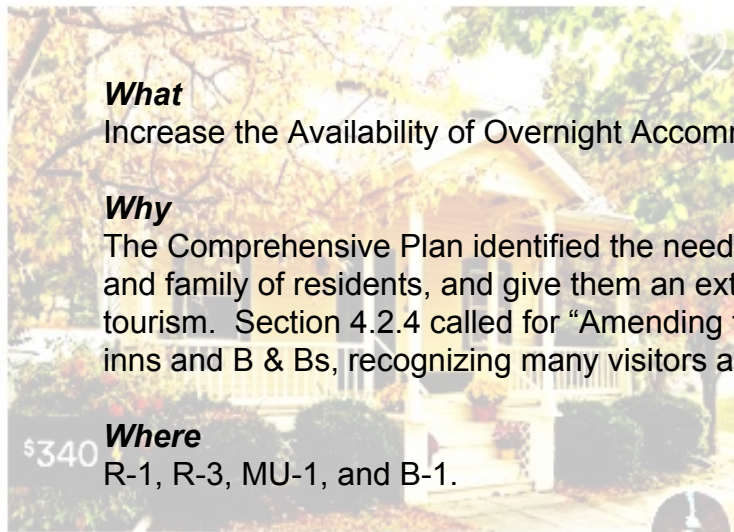 What
Increase the Availability of Overnight
Why
The Comprehensive Plan identified the need
and family of residents, and give them an
tourism. Section 4.2.4 called for “Amending
inns and B & Bs, recognizing many visitors
$340
Where
R-1, R-3, MU-1, and B-1.